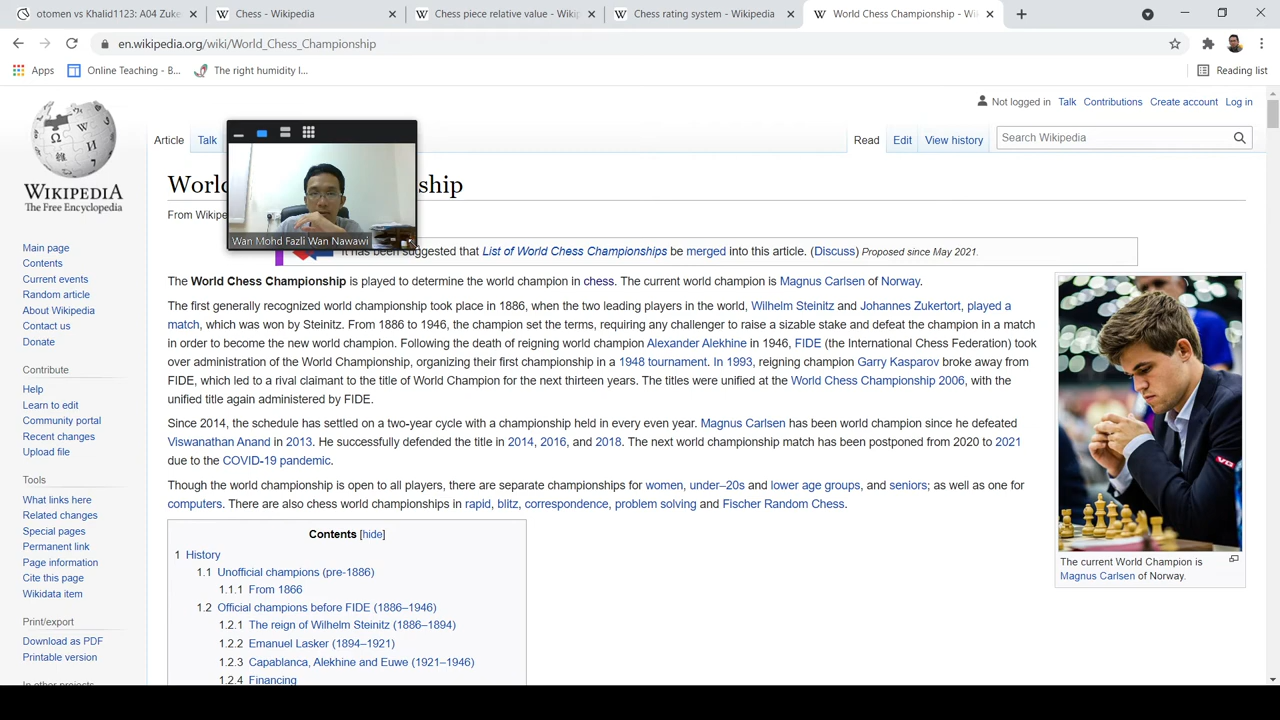 otomen vs Khalid1123: A04 Zuke
Chess - Wikipedia
Chess piece relative value - Wikip
Chess rating system - Wikipedia
World Chess Championship - Wi
en.wikipedia.org/wiki/World_Chess_Championship
Apps
Online Teaching - B...
The right humidity l...
Reading list
Not logged in Talk Contributions Create account Log in
Article Talk
Read Edit View history
Search Wikipedia
WIKIPEDIA
The Free Encyclopedia
Main page
Contents
Current events
Random article
About Wikipedia
Contact us
Donate
Contribute
Help
Learn to edit
Community portal
Recent changes
Upload file
Tools
What links here
Related changes
Special pages
Permanent link
Page information
Cite this page
Wikidata item
Print/export
Download as PDF
Printable version
In other projects
World ship
From Wikipe
Wan Mohd Fazli Wan Nawawi
It has been suggested that List of World Chess Championships be merged into this article. (Discuss) Proposed since May 2021.
The World Chess Championship is played to determine the world champion in chess. The current world champion is Magnus Carlsen of Norway.
The first generally recognized world championship took place in 1886, when the two leading players in the world, Wilhelm Steinitz and Johannes Zukertort, played a
match, which was won by Steinitz. From 1886 to 1946, the champion set the terms, requiring any challenger to raise a sizable stake and defeat the champion in a match
in order to become the new world champion. Following the death of reigning world champion Alexander Alekhine in 1946, FIDE (the International Chess Federation) took
over administration of the World Championship, organizing their first championship in a 1948 tournament. In 1993, reigning champion Garry Kasparov broke away from
FIDE, which led to a rival claimant to the title of World Champion for the next thirteen years. The titles were unified at the World Chess Championship 2006, with the
unified title again administered by FIDE.
Since 2014, the schedule has settled on a two-year cycle with a championship held in every even year. Magnus Carlsen has been world champion since he defeated
Viswanathan Anand in 2013. He successfully defended the title in 2014, 2016, and 2018. The next world championship match has been postponed from 2020 to 2021
due to the COVID-19 pandemic.
Though the world championship is open to all players, there are separate championships for women, under–20s and lower age groups, and seniors; as well as one for
computers. There are also chess world championships in rapid, blitz, correspondence, problem solving and Fischer Random Chess.
Contents [hide]
1 History
1.1 Unofficial champions (pre-1886)
1.1.1 From 1866
1.2 Official champions before FIDE (1886–1946)
1.2.1 The reign of Wilhelm Steinitz (1886–1894)
1.2.2 Emanuel Lasker (1894–1921)
1.2.3 Capablanca, Alekhine and Euwe (1921–1946)
1.2.4 Financing
The current World Champion is
Magnus Carlsen of Norway.